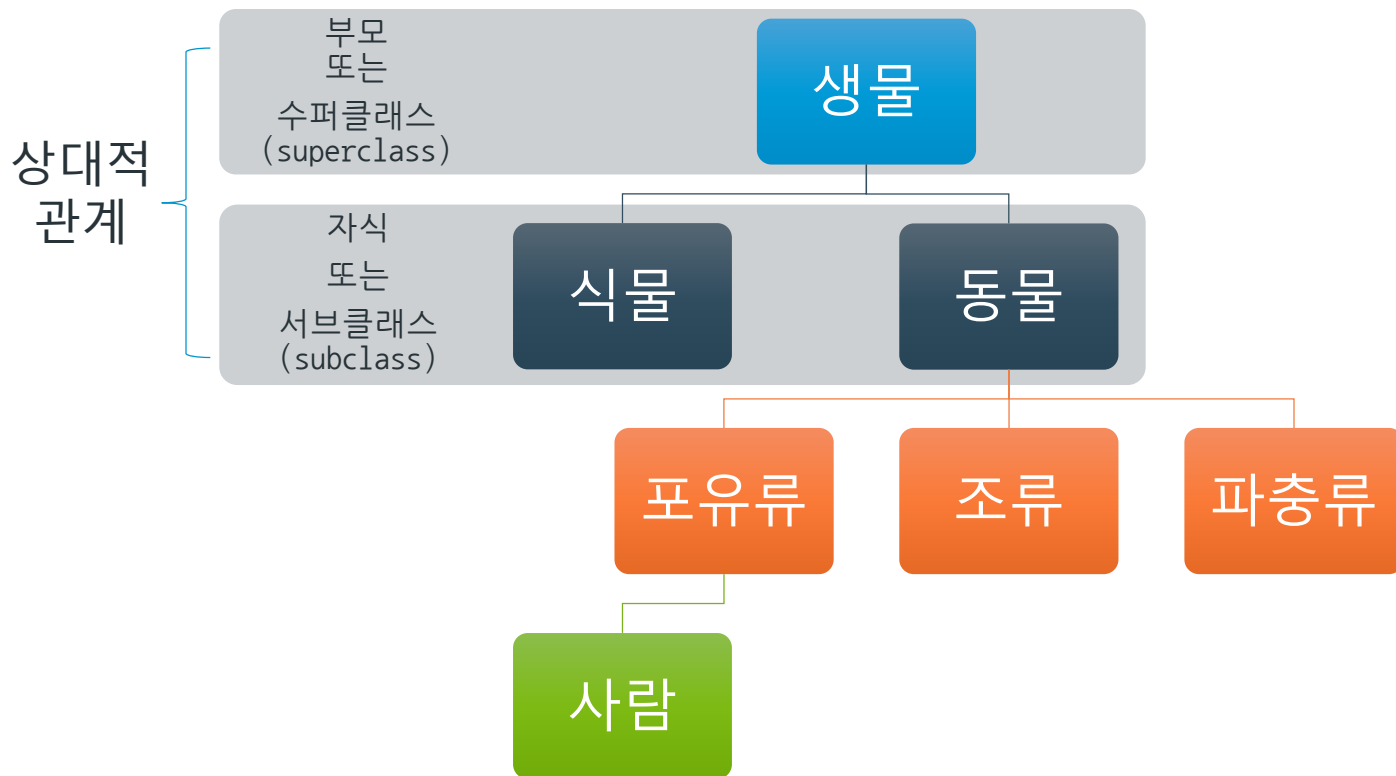 부모
또는
수퍼클래스
(superclass)
생물
상대적
관계
자식
또는
서브클래스
(subclass)
식물
동물
포유류
조류
파충류
사람